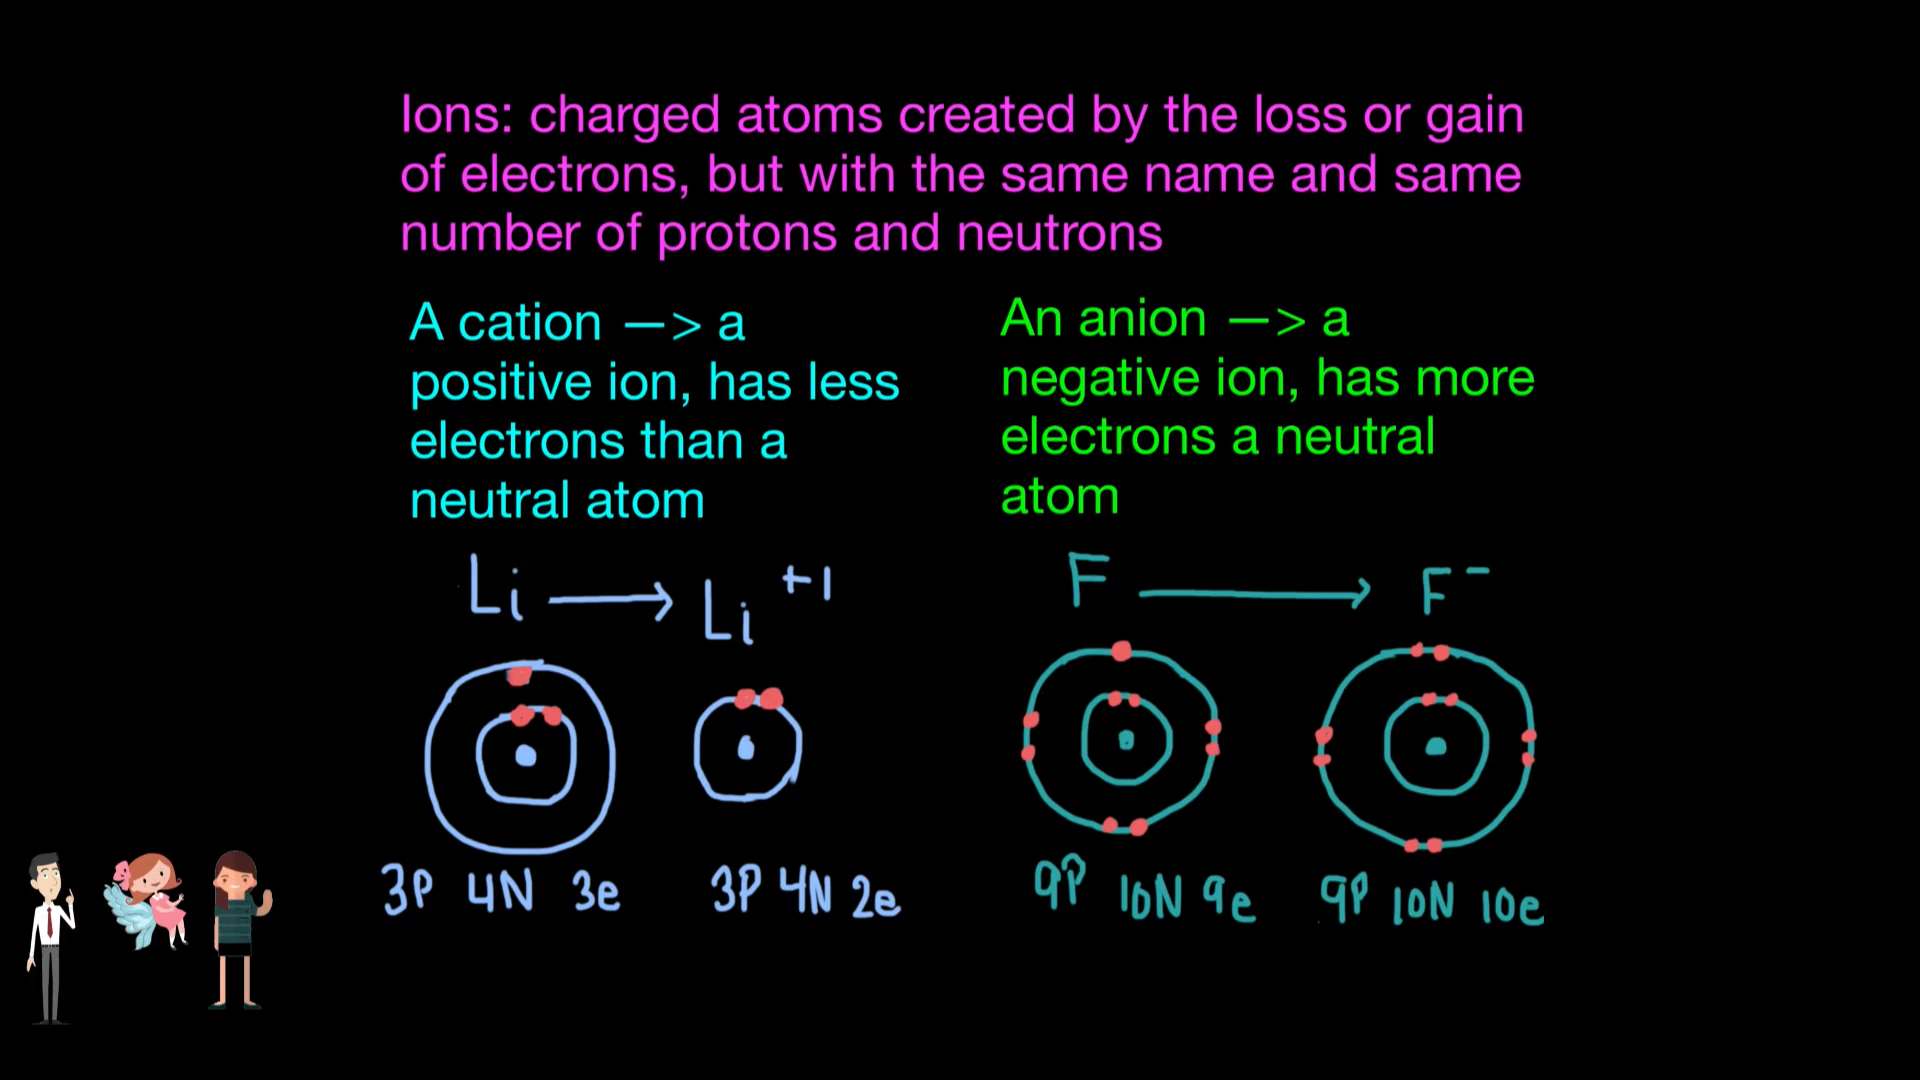 Ions: charged atoms created by the loss or gain
of electrons, but with the same name and same
number of protons and neutrons
A cation —> a
positive ion, has less
electrons than a
neutral atom
An anion —> a
negative ion, has more
electrons a neutral
atom
Li → Li +1
F → F −
3P 4N 3e
3P 4N 2e
9P 10N 9e
9P 10N 10e